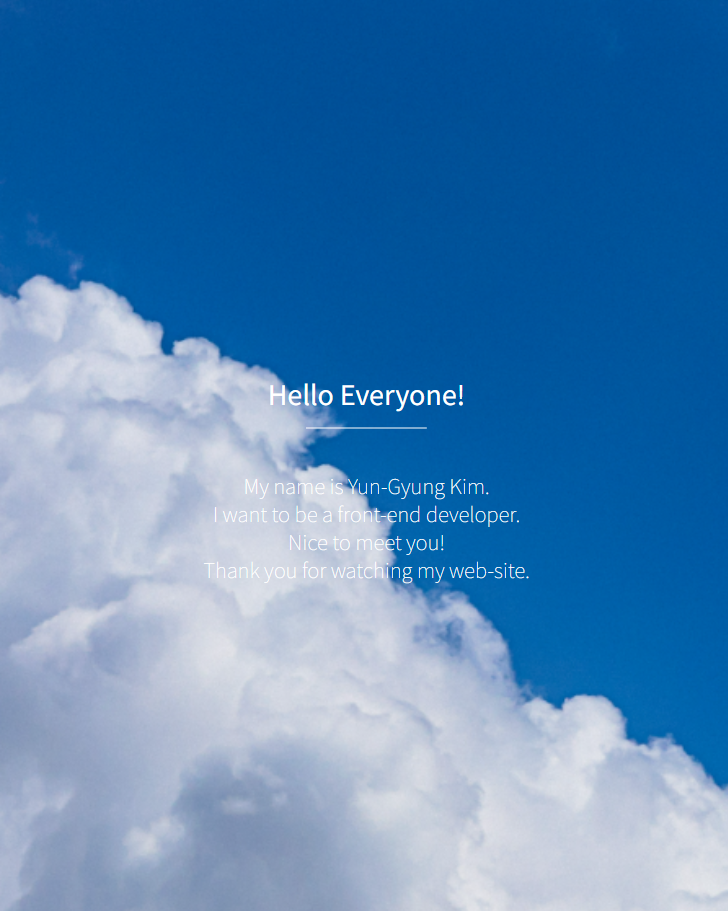 Hello Everyone!
My name is Yun-Gyung Kim.
I want to be a front-end developer.
Nice to meet you!
Thank you for watching my web-site.